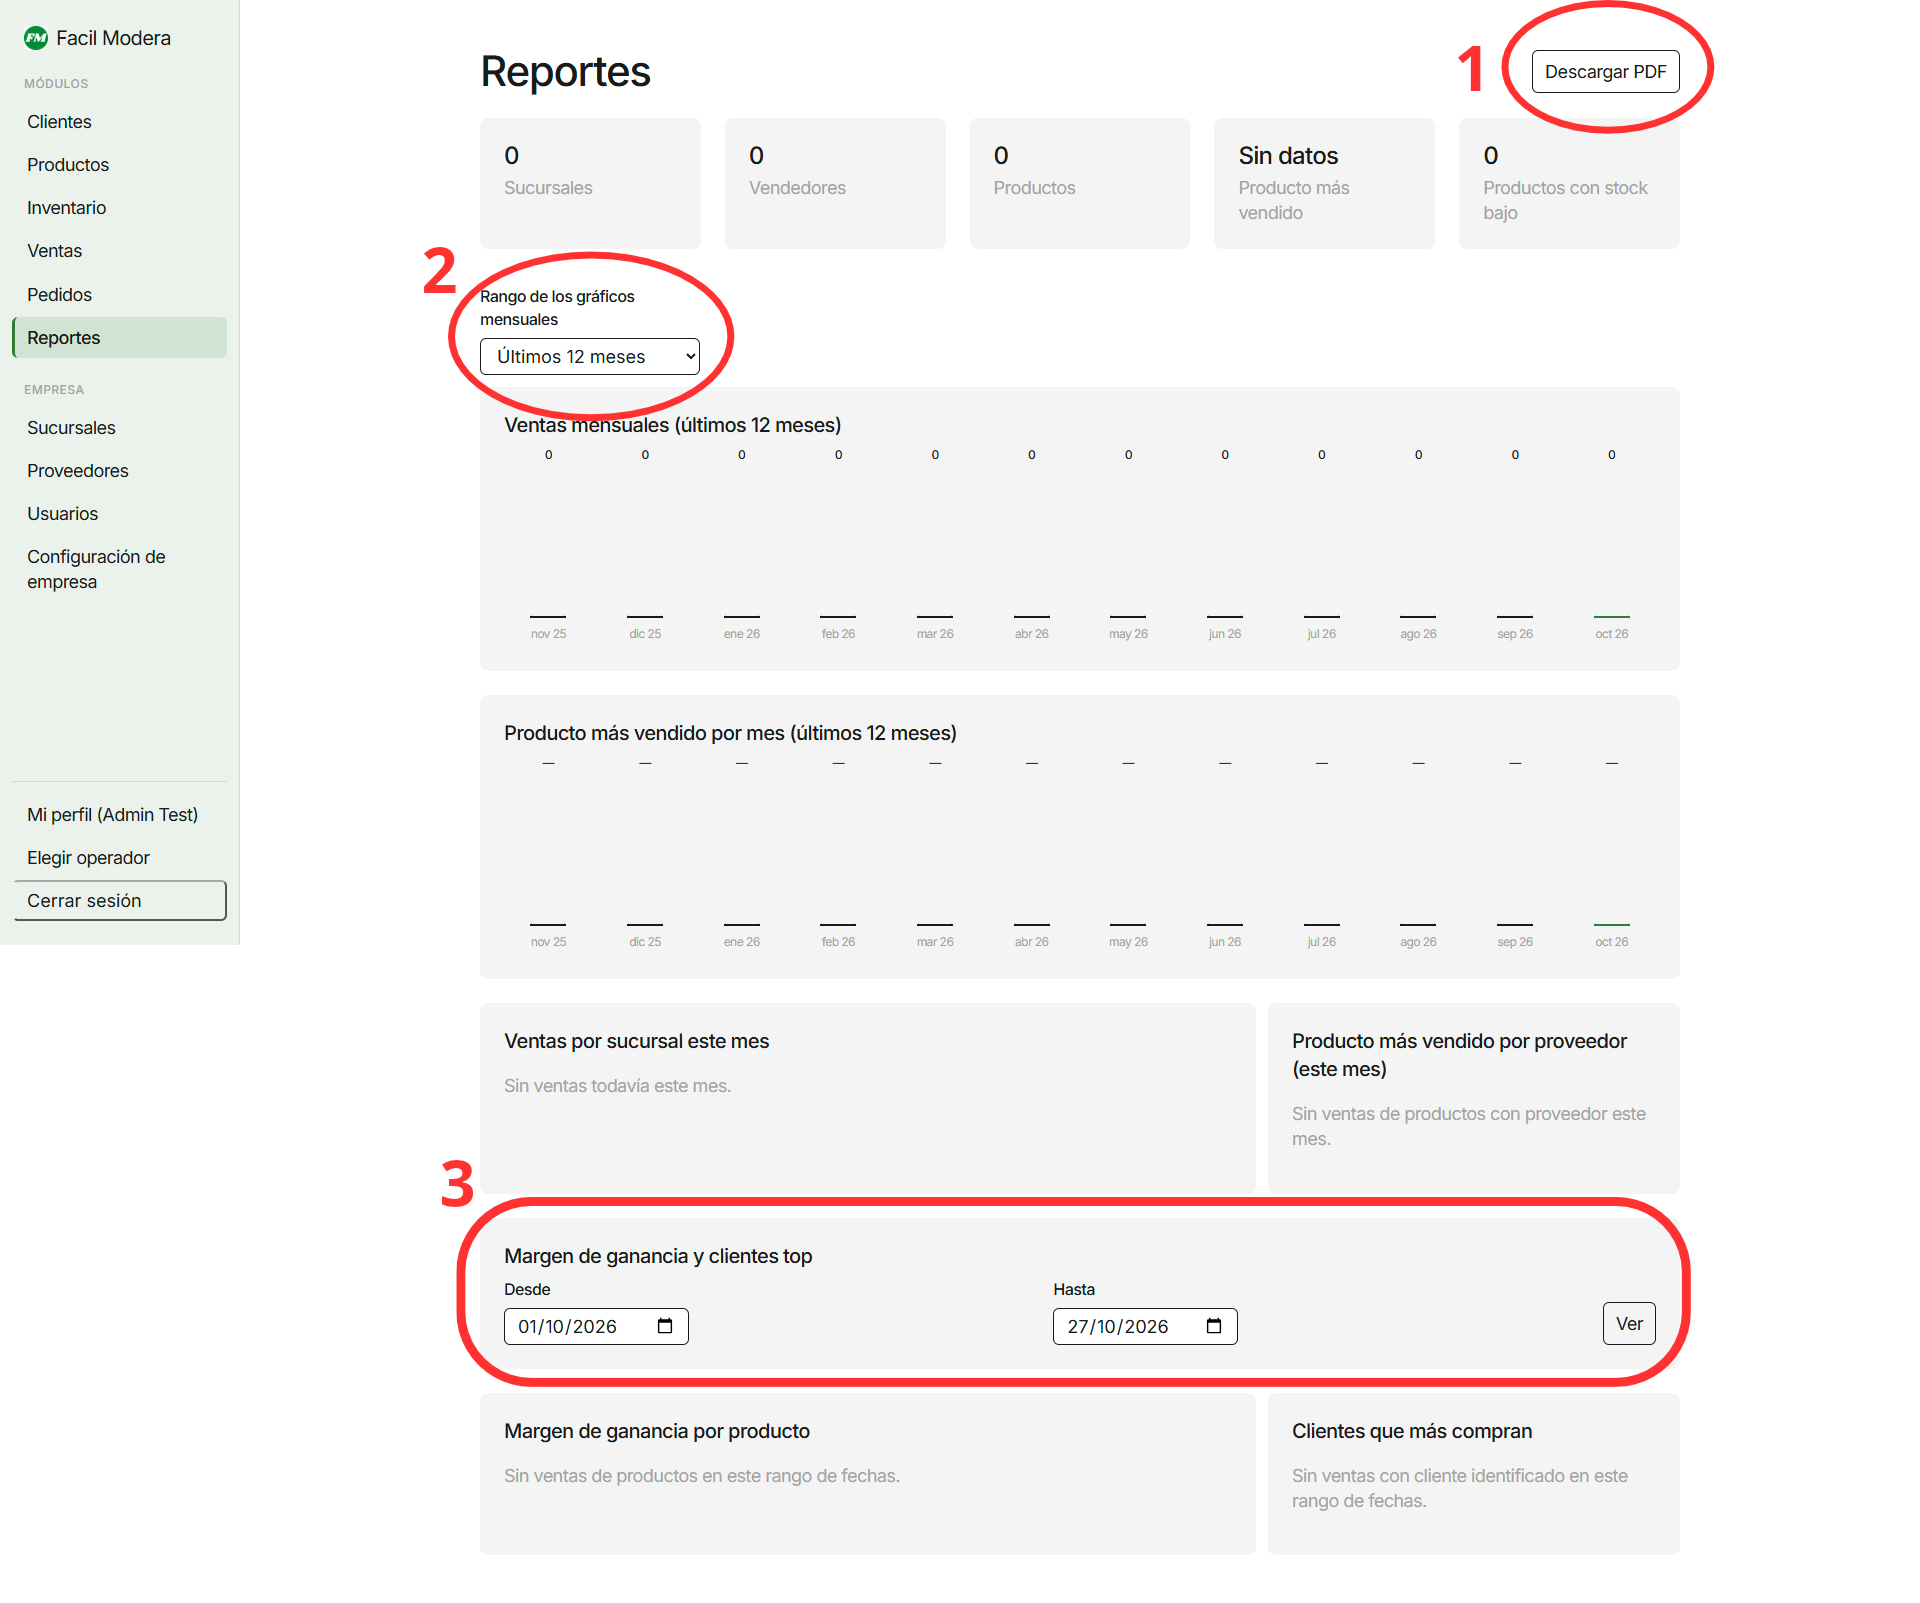 FM Facil Modera
MÓDULOS
Clientes
Productos
Inventario
Ventas
Pedidos
Reportes
EMPRESA
Sucursales
Proveedores
Usuarios
Configuración de
empresa
Mi perfil (Admin Test)
Elegir operador
Cerrar sesión
Reportes
1
Descargar PDF
0
Sucursales
0
Vendedores
0
Productos
Sin datos
Producto más
vendido
0
Productos con stock
bajo
2
Rango de los gráficos
mensuales
Últimos 12 meses
Ventas mensuales (últimos 12 meses)
0 0 0 0 0 0 0 0 0 0 0 0
nov 25 dic 25 ene 26 feb 26 mar 26 abr 26 may 26 jun 26 jul 26 ago 26 sep 26 oct 26
Producto más vendido por mes (últimos 12 meses)
— — — — — — — — — — — —
nov 25 dic 25 ene 26 feb 26 mar 26 abr 26 may 26 jun 26 jul 26 ago 26 sep 26 oct 26
Ventas por sucursal este mes
Sin ventas todavía este mes.
Producto más vendido por proveedor
(este mes)
Sin ventas de productos con proveedor este
mes.
3
Margen de ganancia y clientes top
Desde
01/10/2026
Hasta
27/10/2026
Ver
Margen de ganancia por producto
Sin ventas de productos en este rango de fechas.
Clientes que más compran
Sin ventas con cliente identificado en este
rango de fechas.